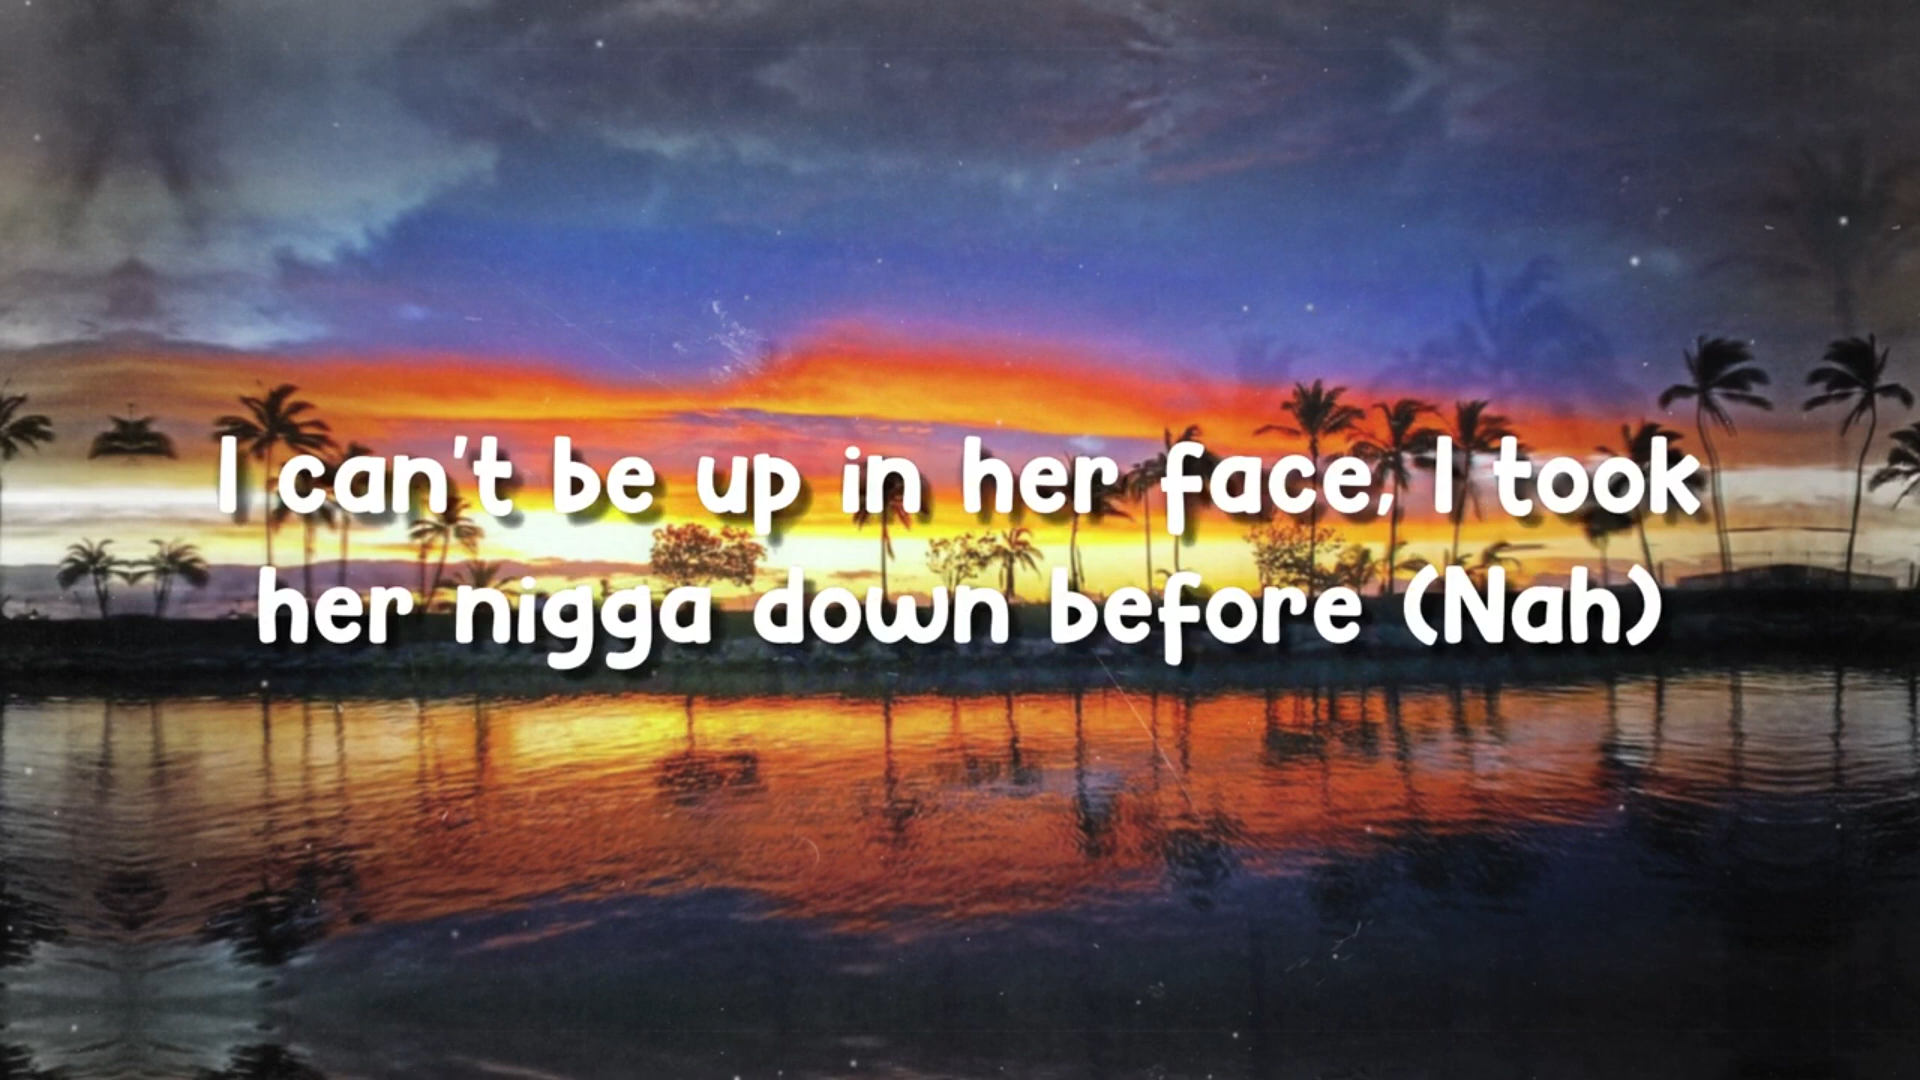 I can't be up in her face, I took
her nigga down before (Nah)